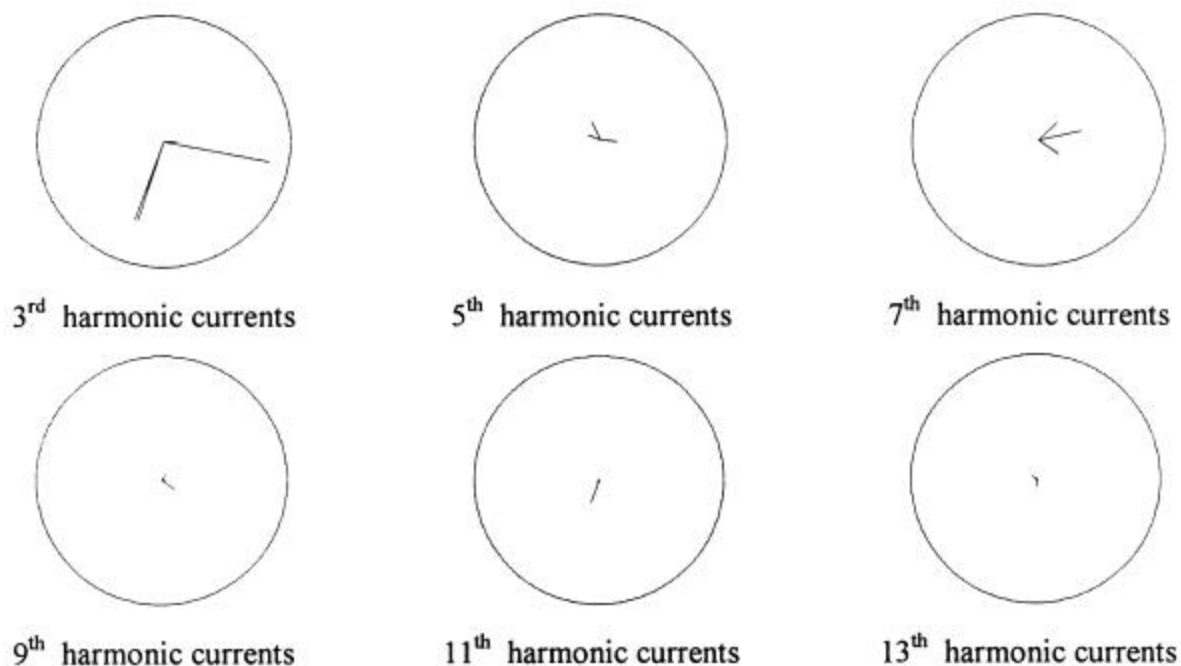 3rd harmonic currents
5th harmonic currents
7th harmonic currents
9th harmonic currents
11th harmonic currents
13th harmonic currents